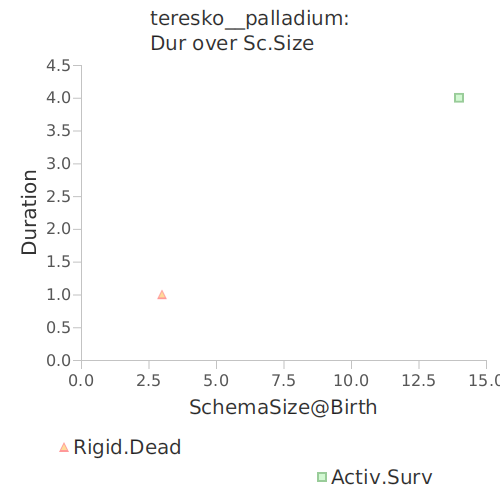 teresko__palladium:
Dur over Sc.Size
4.5
4.0
3.5
3.0
2.5
2.0
1.5
1.0
0.5
0.0
Duration
0.0 2.5 5.0 7.5 10.0 12.5 15.0
SchemaSize@Birth
Rigid.Dead
Activ.Surv